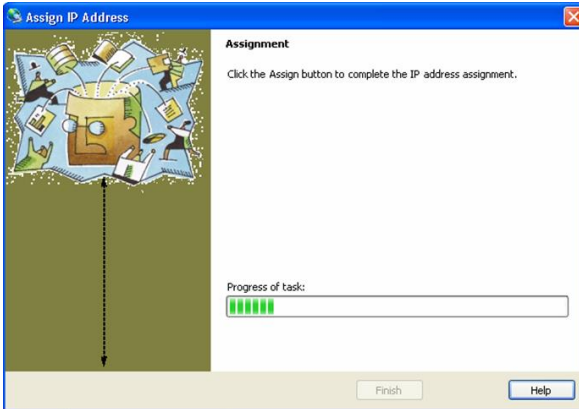 Assign IP Address
Assignment
Click the Assign button to complete the IP address assignment.
Progress of task:
Finish
Help